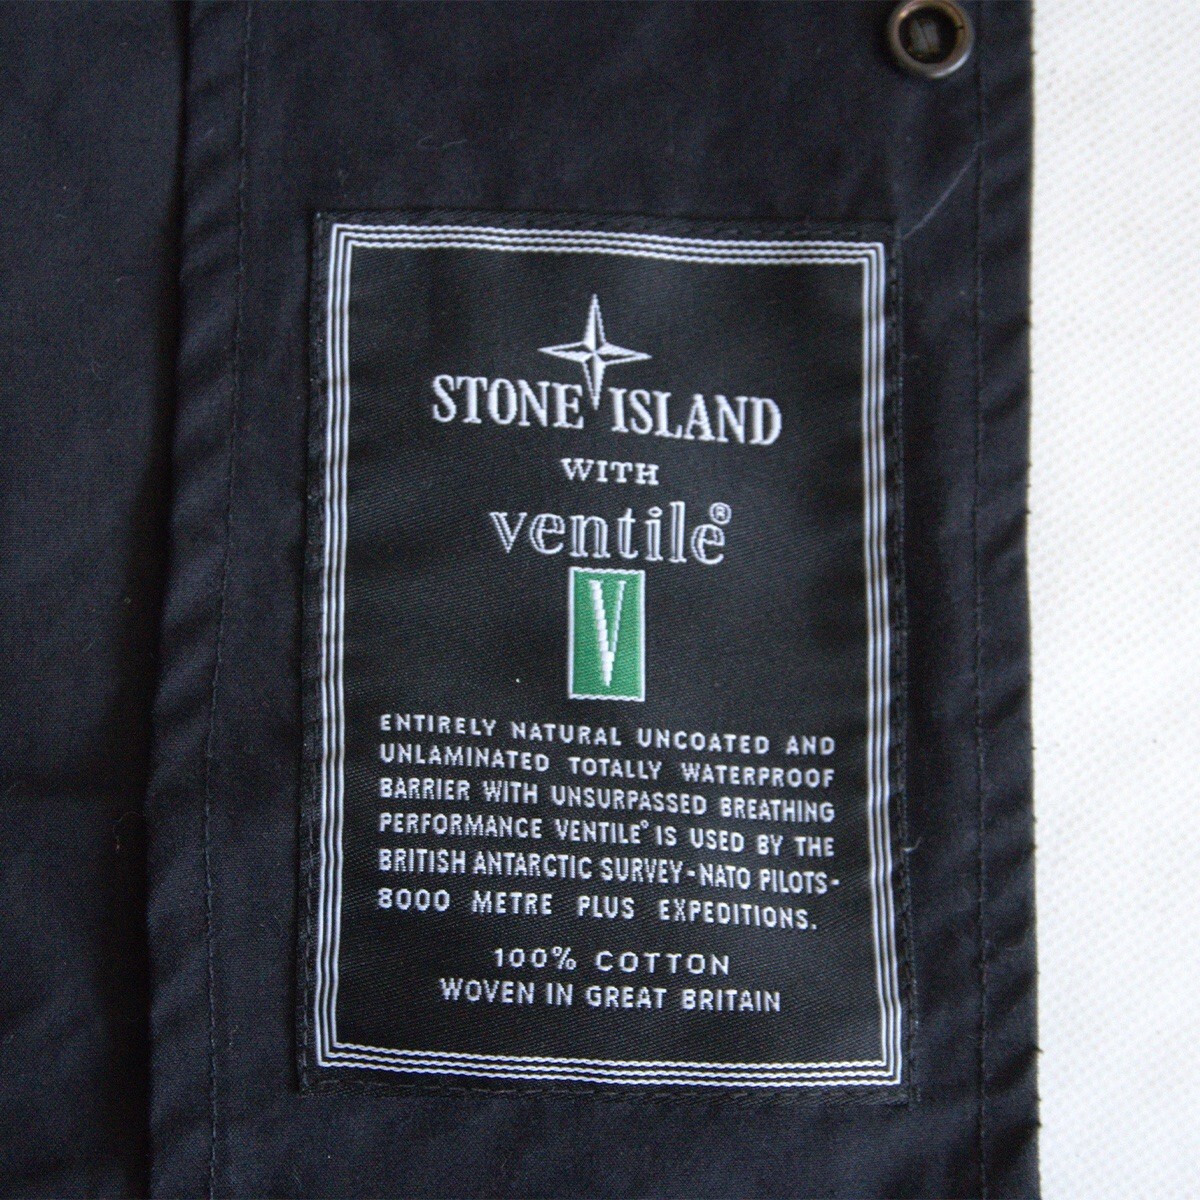 STONE ISLAND
WITH
ventile®
V
ENTIRELY NATURAL UNCOATED AND
UNLAMINATED TOTALLY WATERPROOF
BARRIER WITH UNSURPASSED BREATHING
PERFORMANCE VENTILE® IS USED BY THE
BRITISH ANTARCTIC SURVEY-NATO PILOTS-
8000 METRE PLUS EXPEDITIONS.
100% COTTON
WOVEN IN GREAT BRITAIN